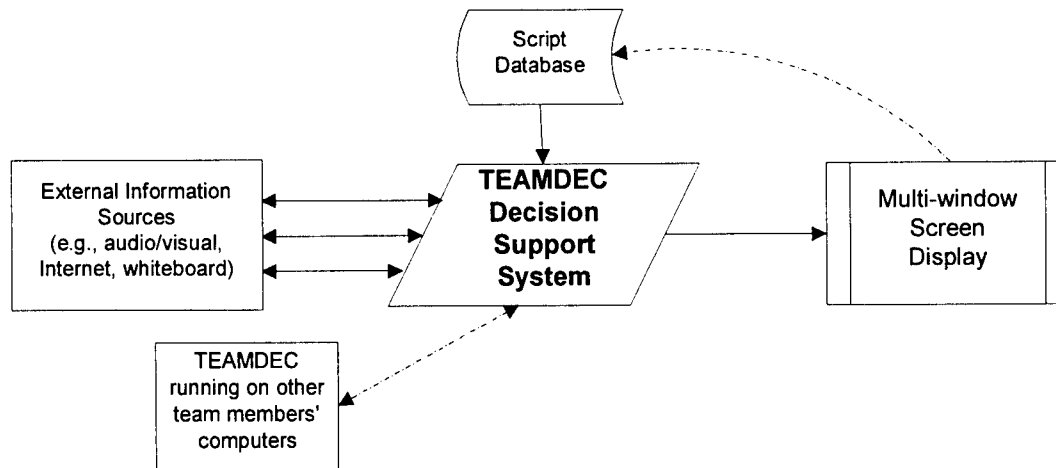 Script
Database
External Information
Sources
(e.g., audio/visual,
Internet, whiteboard)
TEAMDEC
Decision
Support
System
Multi-window
Screen
Display
TEAMDEC
running on other
team members'
computers